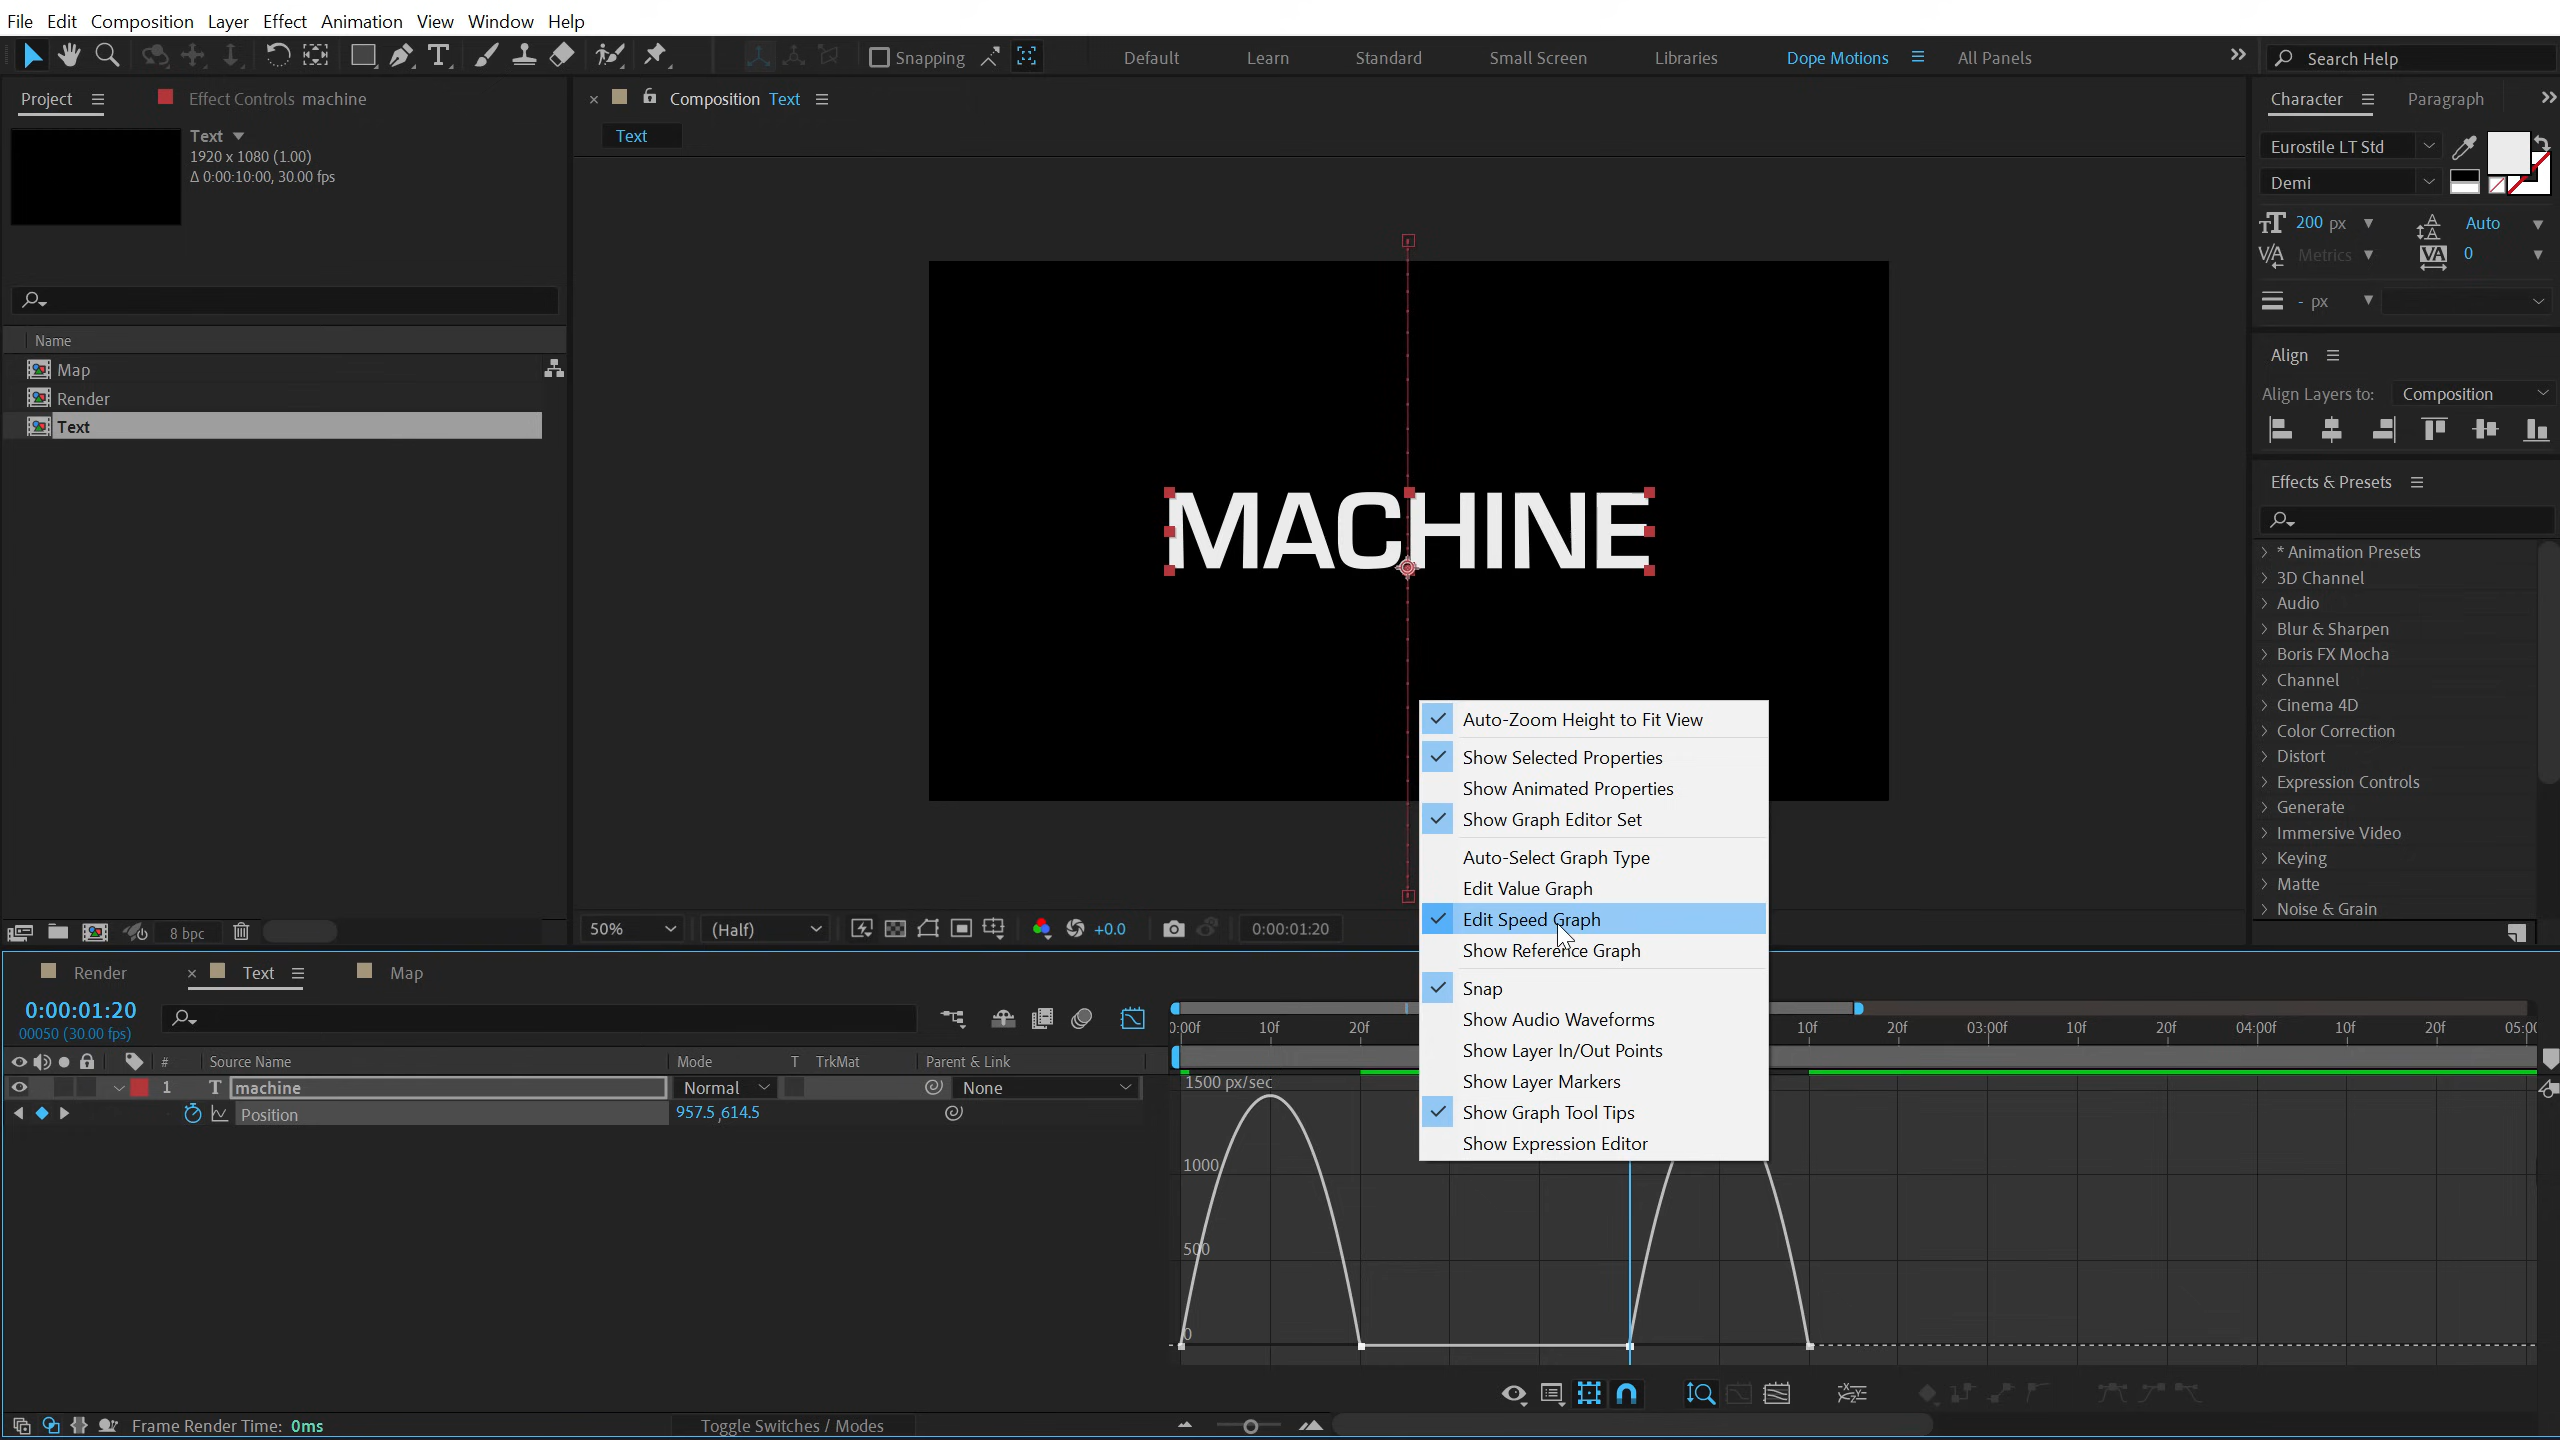 File Edit Composition Layer Effect Animation View Window Help
Snapping Default Learn Standard Small Screen Libraries Dope Motions All Panels Search Help
Project Effect Controls machine
Text
1920 x 1080 (1.00)
Δ 0:00:10:00, 30.00 fps
Name
Map
Render
Text
8 bpc
Composition Text
Text
MACHINE
50% (Half) +0.0 0:00:01:20
Auto-Zoom Height to Fit View
Show Selected Properties
Show Animated Properties
Show Graph Editor Set
Auto-Select Graph Type
Edit Value Graph
Edit Speed Graph
Show Reference Graph
Snap
Show Audio Waveforms
Show Layer In/Out Points
Show Layer Markers
Show Graph Tool Tips
Show Expression Editor
Character Paragraph
Eurostile LT Std
Demi
200 px Auto
Metrics 0
- px
Align
Align Layers to: Composition
Effects & Presets
* Animation Presets
3D Channel
Audio
Blur & Sharpen
Boris FX Mocha
Channel
Cinema 4D
Color Correction
Distort
Expression Controls
Generate
Immersive Video
Keying
Matte
Noise & Grain
Render Text Map
0:00:01:20
00050 (30.00 fps)
# Source Name Mode T TrkMat Parent & Link
1 T machine Normal None
Position 957.5 ,614.5
0:00f 10f 20f 10f 20f 03:00f 10f 20f 04:00f 10f 20f 05:00
1500 px/sec
1000
500
0
Frame Render Time: 0ms Toggle Switches / Modes